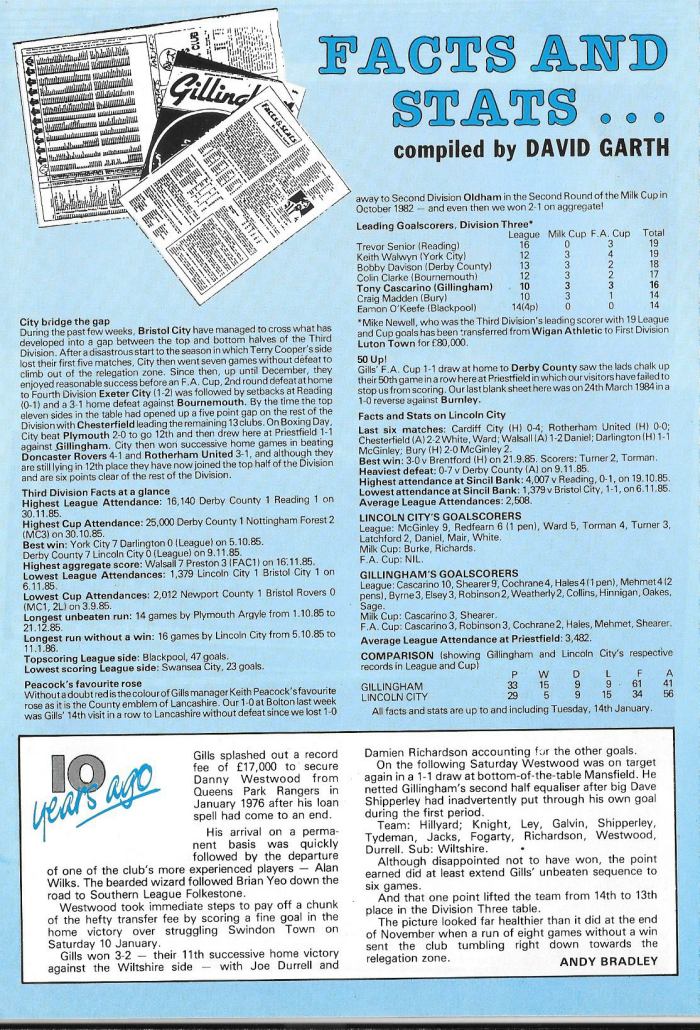 FACTS AND
STATS ...
compiled by DAVID GARTH
CLUB
Gilling
FACTS & STATS
City bridge the gap
During the past few weeks, Bristol City have managed to cross what has
developed into a gap between the top and bottom halves of the Third
Division. After a disastrous start to the season in which Terry Cooper's side
lost their first five matches, City then went seven games without defeat to
climb out of the relegation zone. Since then, up until December, they
enjoyed reasonable success before an F.A. Cup, 2nd round defeat at home
to Fourth Division Exeter City (1-2) was followed by setbacks at Reading
(0-1) and a 3-1 home defeat against Bournemouth. By the time the top
eleven sides in the table had opened up a five point gap on the rest of the
Division with Chesterfield leading the remaining 13 clubs. On Boxing Day,
City beat Plymouth 2-0 to go 12th and then drew here at Priestfield 1-1
against Gillingham. City then won successive home games in beating
Doncaster Rovers 4-1 and Rotherham United 3-1, and although they
are still lying in 12th place they have now joined the top half of the Division
and are six points clear of the rest of the Division.
Third Division Facts at a glance
Highest League Attendance: 16,140 Derby County 1 Reading 1 on
30.11.85.
Highest Cup Attendance: 25,000 Derby County 1 Nottingham Forest 2
(MC3) on 30.10.85.
Best win: York City 7 Darlington 0 (League) on 5.10.85.
Derby County 7 Lincoln City 0 (League) on 9.11.85.
Highest aggregate score: Walsall 7 Preston 3 (FAC1) on 16.11.85.
Lowest League Attendances: 1,379 Lincoln City 1 Bristol City 1 on
6.11.85.
Lowest Cup Attendances: 2,012 Newport County 1 Bristol Rovers 0
(MC1, 2L) on 3.9.85.
Longest unbeaten run: 14 games by Plymouth Argyle from 1.10.85 to
21.12.85.
Longest run without a win: 16 games by Lincoln City from 5.10.85 to
11.1.86.
Topscoring League side: Blackpool, 47 goals.
Lowest scoring League side: Swansea City, 23 goals.
Peacock's favourite rose
Without a doubt red is the colour of Gills manager Keith Peacock's favourite
rose as it is the County emblem of Lancashire. Our 1-0 at Bolton last week
was Gills' 14th visit in a row to Lancashire without defeat since we lost 1-0
away to Second Division Oldham in the Second Round of the Milk Cup in
October 1982 — and even then we won 2-1 on aggregate!
Leading Goalscorers, Division Three*
League Milk Cup F.A. Cup Total
Trevor Senior (Reading) 16 0 3 19
Keith Walwyn (York City) 12 3 4 19
Bobby Davison (Derby County) 13 3 2 18
Colin Clarke (Bournemouth) 12 3 2 17
Tony Cascarino (Gillingham) 10 3 3 16
Craig Madden (Bury) 10 3 1 14
Eamon O'Keefe (Blackpool) 14(4p) 0 0 14
*Mike Newell, who was the Third Division's leading scorer with 19 League
and Cup goals has been transferred from Wigan Athletic to First Division
Luton Town for £80,000.
50 Up!
Gills' F.A. Cup 1-1 draw at home to Derby County saw the lads chalk up
their 50th game in a row here at Priestfield in which our visitors have failed to
stop us from scoring. Our last blank sheet here was on 24th March 1984 in a
1-0 reverse against Burnley.
Facts and Stats on Lincoln City
Last six matches: Cardiff City (H) 0-4; Rotherham United (H) 0-0;
Chesterfield (A) 2-2 White, Ward; Walsall (A) 1-2 Daniel; Darlington (H) 1-1
McGinley; Bury (H) 2-0 McGinley 2.
Best win: 3-0 v Brentford (H) on 21.9.85. Scorers: Turner 2, Torman.
Heaviest defeat: 0-7 v Derby County (A) on 9.11.85.
Highest attendance at Sincil Bank: 4,007 v Reading, 0-1, on 19.10.85.
Lowest attendance at Sincil Bank: 1,379 v Bristol City, 1-1, on 6.11.85.
Average League Attendances: 2,508.
LINCOLN CITY'S GOALSCORERS
League: McGinley 9, Redfearn 6 (1 pen), Ward 5, Torman 4, Turner 3,
Latchford 2, Daniel, Mair, White.
Milk Cup: Burke, Richards.
F.A. Cup: NIL.
GILLINGHAM'S GOALSCORERS
League: Cascarino 10, Shearer 9, Cochrane 4, Hales 4 (1 pen), Mehmet 4 (2
pens), Byrne 3, Elsey 3, Robinson 2, Weatherly 2, Collins, Hinnigan, Oakes,
Sage.
Milk Cup: Cascarino 3, Shearer.
F.A. Cup: Cascarino 3, Robinson 3, Cochrane 2, Hales, Mehmet, Shearer.
Average League Attendance at Priestfield: 3,482.
COMPARISON (showing Gillingham and Lincoln City's respective
records in League and Cup)
P W D L F A
GILLINGHAM 33 15 9 9 61 41
LINCOLN CITY 29 5 9 15 34 56
All facts and stats are up to and including Tuesday, 14th January.
10
years ago
Gills splashed out a record
fee of £17,000 to secure
Danny Westwood from
Queens Park Rangers in
January 1976 after his loan
spell had come to an end.
His arrival on a perma-
nent basis was quickly
followed by the departure
of one of the club's more experienced players — Alan
Wilks. The bearded wizard followed Brian Yeo down the
road to Southern League Folkestone.
Westwood took immediate steps to pay off a chunk
of the hefty transfer fee by scoring a fine goal in the
home victory over struggling Swindon Town on
Saturday 10 January.
Gills won 3-2 — their 11th successive home victory
against the Wiltshire side — with Joe Durrell and
Damien Richardson accounting for the other goals.
On the following Saturday Westwood was on target
again in a 1-1 draw at bottom-of-the-table Mansfield. He
netted Gillingham's second half equaliser after big Dave
Shipperley had inadvertently put through his own goal
during the first period.
Team: Hillyard; Knight, Ley, Galvin, Shipperley,
Tydeman, Jacks, Fogarty, Richardson, Westwood,
Durrell. Sub: Wiltshire.
Although disappointed not to have won, the point
earned did at least extend Gills' unbeaten sequence to
six games.
And that one point lifted the team from 14th to 13th
place in the Division Three table.
The picture looked far healthier than it did at the end
of November when a run of eight games without a win
sent the club tumbling right down towards the
relegation zone.
ANDY BRADLEY